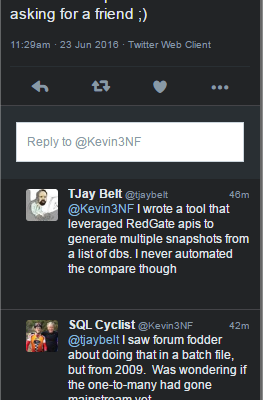 asking for a friend ;)
11:29am · 23 Jun 2016 · Twitter Web Client
Reply to @Kevin3NF
TJay Belt @tjaybelt 46m
@Kevin3NF I wrote a tool that
leveraged RedGate apis to
generate multiple snapshots from
a list of dbs. I never automated
the compare though
SQL Cyclist @Kevin3NF 42m
@tjaybelt I saw forum fodder
about doing that in a batch file,
but from 2009. Was wondering if
the one-to-many had gone
mainstream yet